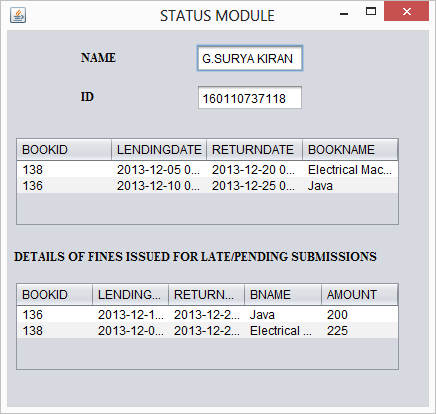 STATUS MODULE
NAME G.SURYA KIRAN
ID 160110737118
BOOKID LENDINGDATE RETURNDATE BOOKNAME
138 2013-12-05 0... 2013-12-20 0... Electrical Mac...
136 2013-12-10 0... 2013-12-25 0... Java
DETAILS OF FINES ISSUED FOR LATE/PENDING SUBMISSIONS
BOOKID LENDING... RETURN... BNAME AMOUNT
136 2013-12-1... 2013-12-2... Java 200
138 2013-12-0... 2013-12-2... Electrical ... 225